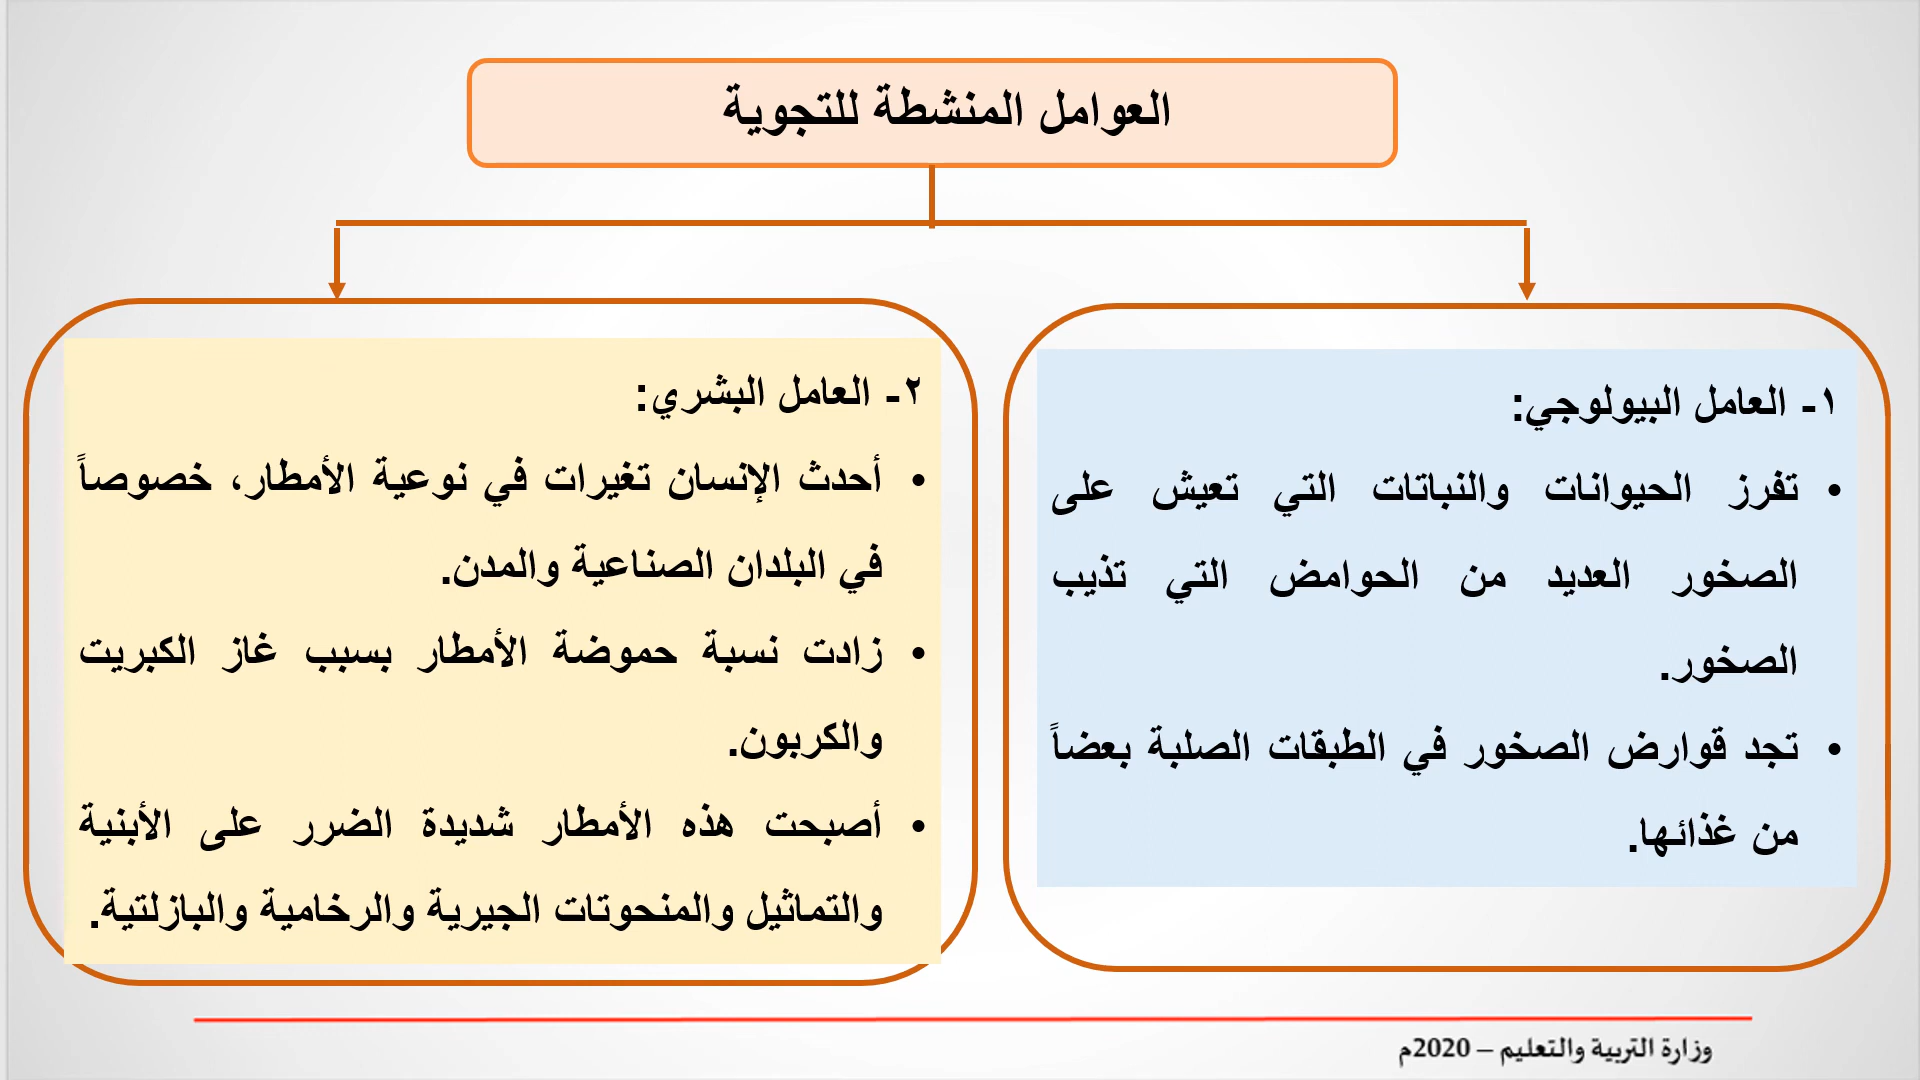 العوامل المنشطة للتجوية
١- العامل البيولوجي:
• تفرز الحيوانات والنباتات التي تعيش على
الصخور العديد من الحوامض التي تذيب
الصخور.
• تجد قوارض الصخور في الطبقات الصلبة بعضاً
من غذائها.
٢- العامل البشري:
• أحدث الإنسان تغيرات في نوعية الأمطار، خصوصاً
في البلدان الصناعية والمدن.
• زادت نسبة حموضة الأمطار بسبب غاز الكبريت
والكربون.
• أصبحت هذه الأمطار شديدة الضرر على الأبنية
والتماثيل والمنحوتات الجيرية والرخامية والبازلتية.
وزارة التربية والتعليم – 2020م